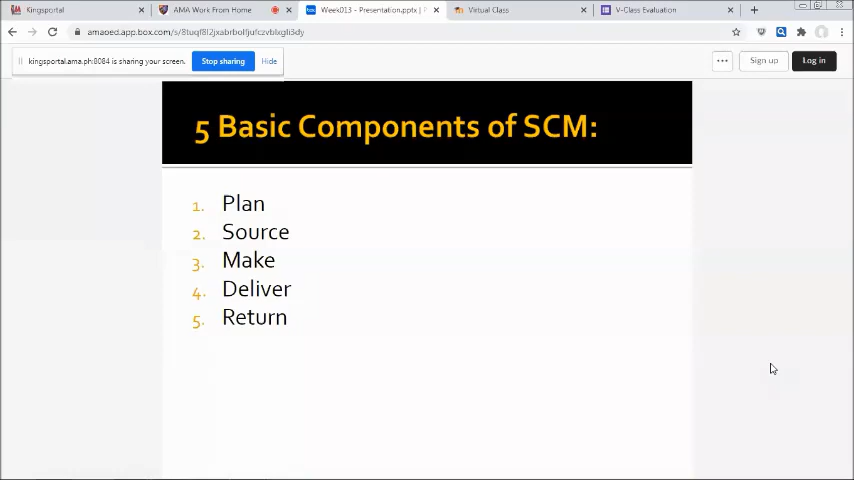 Kingsportal
AMA Work From Home
Week013 - Presentation.pptx | P
Virtual Class
V-Class Evaluation
kingsportal.ama.ph:8084 is sharing your screen.
Stop sharing
Hide
Sign up
Log in
5 Basic Components of SCM:
1. Plan
2. Source
3. Make
4. Deliver
5. Return